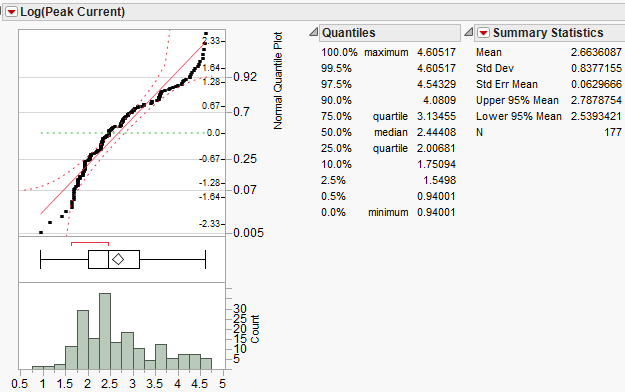 Log(Peak Current)
2.33
1.64
1.28
0.67
0.0
-0.67
-1.28
-1.64
-2.33
0.92
0.7
0.25
0.07
0.005
Normal Quantile Plot
30
25
20
15
10
5
Count
0.5 1 1.5 2 2.5 3 3.5 4 4.5 5
Quantiles
100.0% maximum 4.60517
99.5% 4.60517
97.5% 4.54329
90.0% 4.0809
75.0% quartile 3.13455
50.0% median 2.44408
25.0% quartile 2.00681
10.0% 1.75094
2.5% 1.5498
0.5% 0.94001
0.0% minimum 0.94001
Summary Statistics
Mean 2.6636087
Std Dev 0.8377155
Std Err Mean 0.0629666
Upper 95% Mean 2.7878754
Lower 95% Mean 2.5393421
N 177